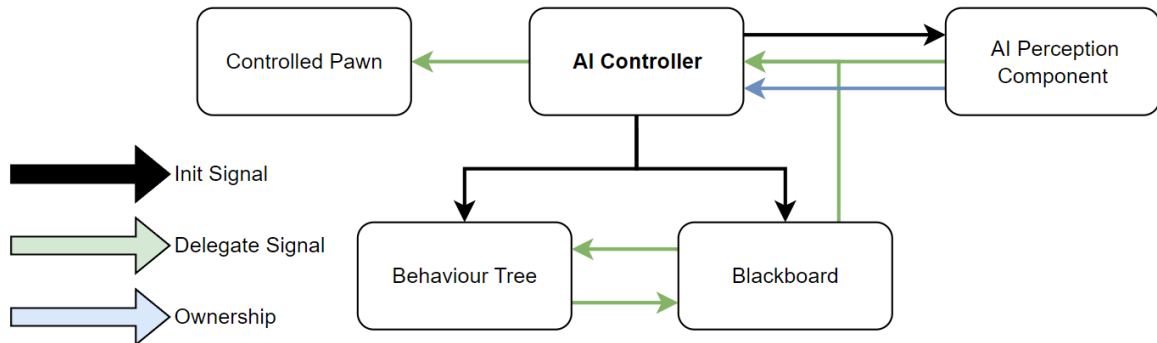 Controlled Pawn
AI Controller
AI Perception
Component
Init Signal
Delegate Signal
Ownership
Behaviour Tree
Blackboard